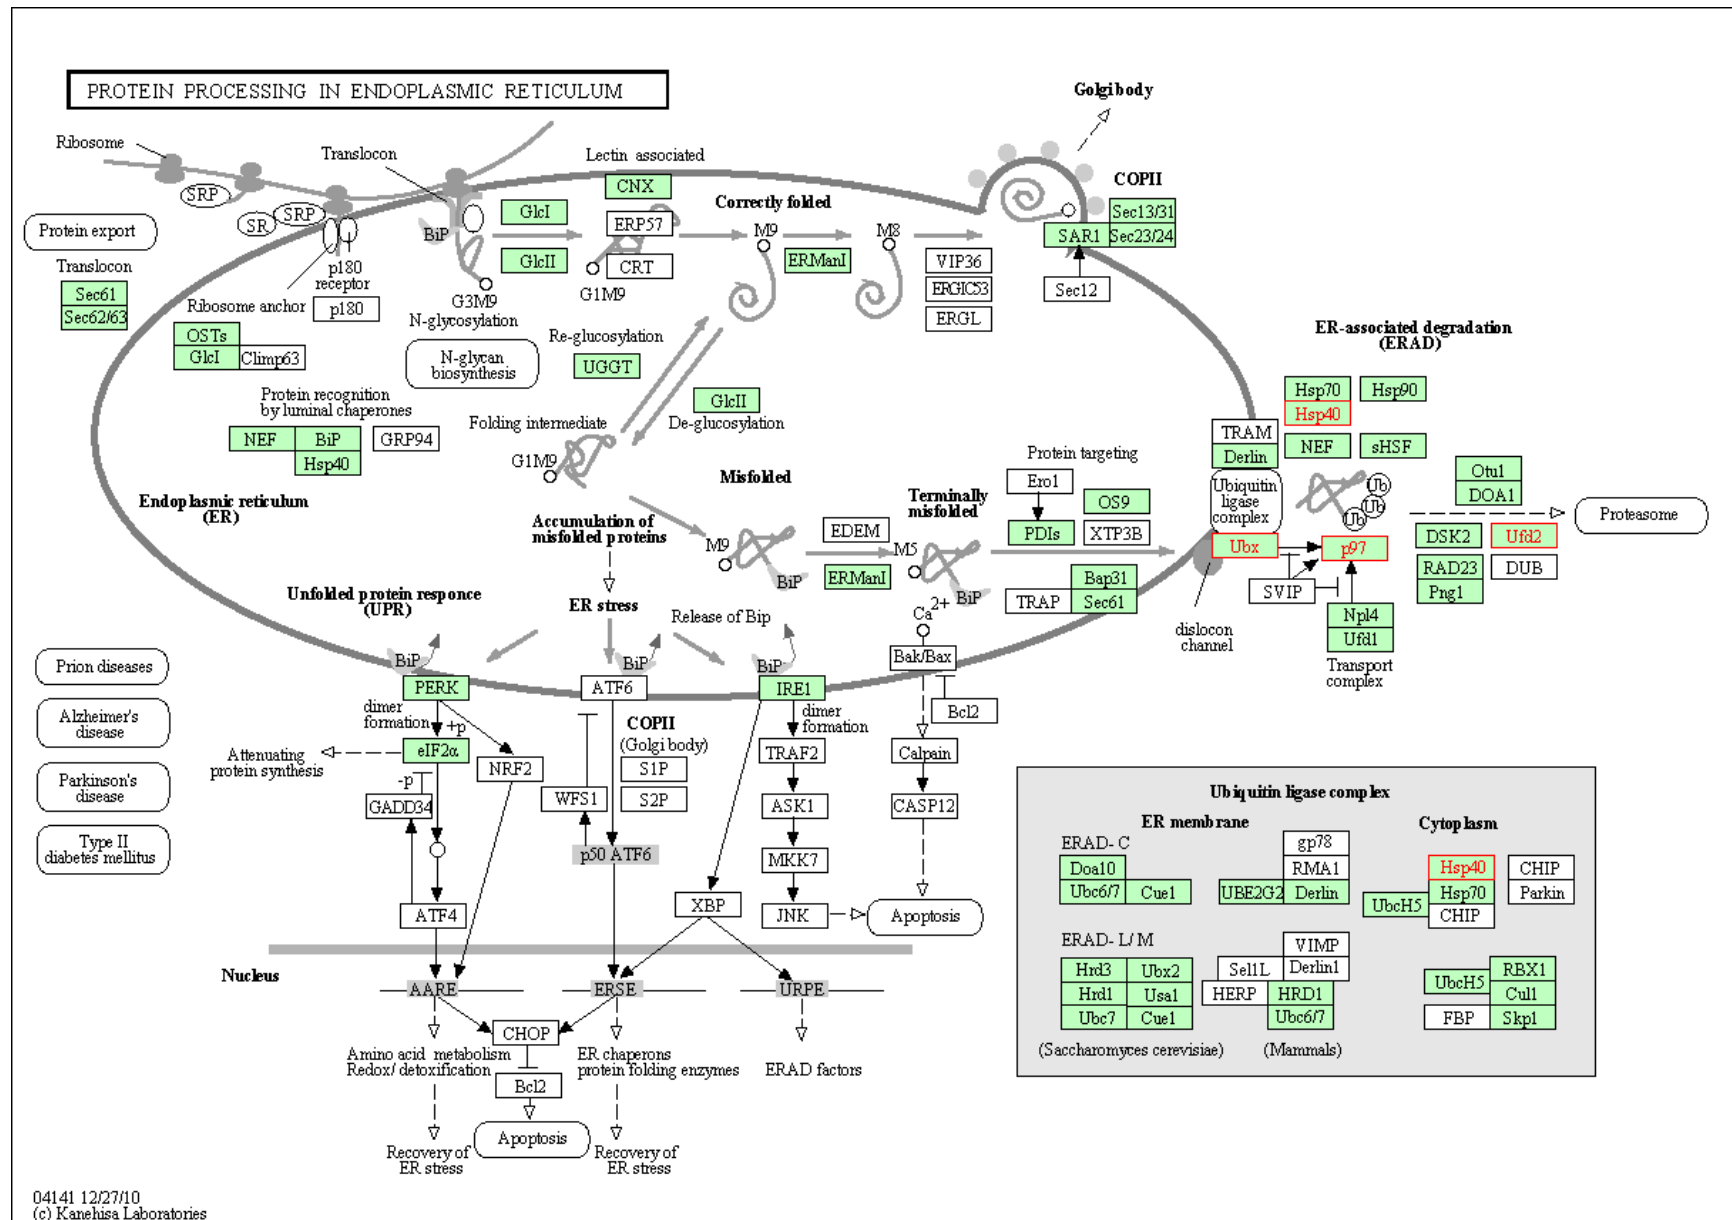 PROTEIN PROCESSING IN ENDOPLASMIC RETICULUM
Golgi body
Ribosome
Translocon
Lectin associated
SRP
SR
SRP
BiP
GlcI
GlcII
CNX
ERP57
CRT
G1M9
Correctly folded
M9
ERManI
M8
VIP36
ERGIC53
ERGL
COPII
Sec13/31
SAR1
Sec23/24
Sec12
Protein export
Translocon
Sec61
Sec62/63
p180
receptor
Ribosome anchor
p180
OSTs
GlcI
Climp63
G3M9
N-glycosylation
N-glycan
biosynthesis
Re-glucosylation
UGGT
GlcII
De-glucosylation
Folding intermediate
G1M9
Protein recognition
by luminal chaperones
NEF
BiP
GRP94
Hsp40
Endoplasmic reticulum
(ER)
ER-associated degradation
(ERAD)
Hsp70
Hsp90
Hsp40
TRAM
Derlin
NEF
sHSF
Ubiquitin
ligase
complex
Ub
Ub
Ub
Otu1
DOA1
Proteasome
DSK2
Ufd2
RAD23
DUB
Png1
Ubx
p97
SVIP
Npl4
Ufd1
Transport
complex
dislocon
channel
Misfolded
M9
BiP
EDEM
ERManI
Terminally
misfolded
M5
BiP
Protein targeting
Ero1
OS9
PDIs
XTP3B
Bap31
TRAP
Sec61
Accumulation of
misfolded proteins
Unfolded protein responce
(UPR)
ER stress
Release of Bip
Ca2+
Bak/Bax
Bcl2
BiP
BiP
BiP
PERK
ATF6
IRE1
dimer
formation
+p
eIF2α
Attenuating
protein synthesis
-p
GADD34
NRF2
ATF4
COPII
(Golgi body)
S1P
S2P
WFS1
p50 ATF6
dimer
formation
TRAF2
ASK1
MKK7
JNK
XBP
Calpain
CASP12
Apoptosis
Prion diseases
Alzheimer's
disease
Parkinson's
disease
Type II
diabetes mellitus
Nucleus
AARE
ERSE
URPE
CHOP
Bcl2
Apoptosis
Amino acid metabolism
Redox/ detoxification
ER chaperons
protein folding enzymes
ERAD factors
Recovery of
ER stress
Recovery of
ER stress
Ubiquitin ligase complex
ER membrane
Cytoplasm
ERAD- C
Doa10
Ubc6/7
Cue1
gp78
RMA1
UBE2G2
Derlin
Hsp40
UbcH5
Hsp70
CHIP
CHIP
Parkin
ERAD- L/ M
Hrd3
Ubx2
Hrd1
Usa1
Ubc7
Cue1
VIMP
Sel1L
Derlin1
HERP
HRD1
Ubc6/7
UbcH5
RBX1
Cul1
FBP
Skp1
(Saccharomyces cerevisiae)
(Mammals)
04141 12/27/10
(c) Kanehisa Laboratories